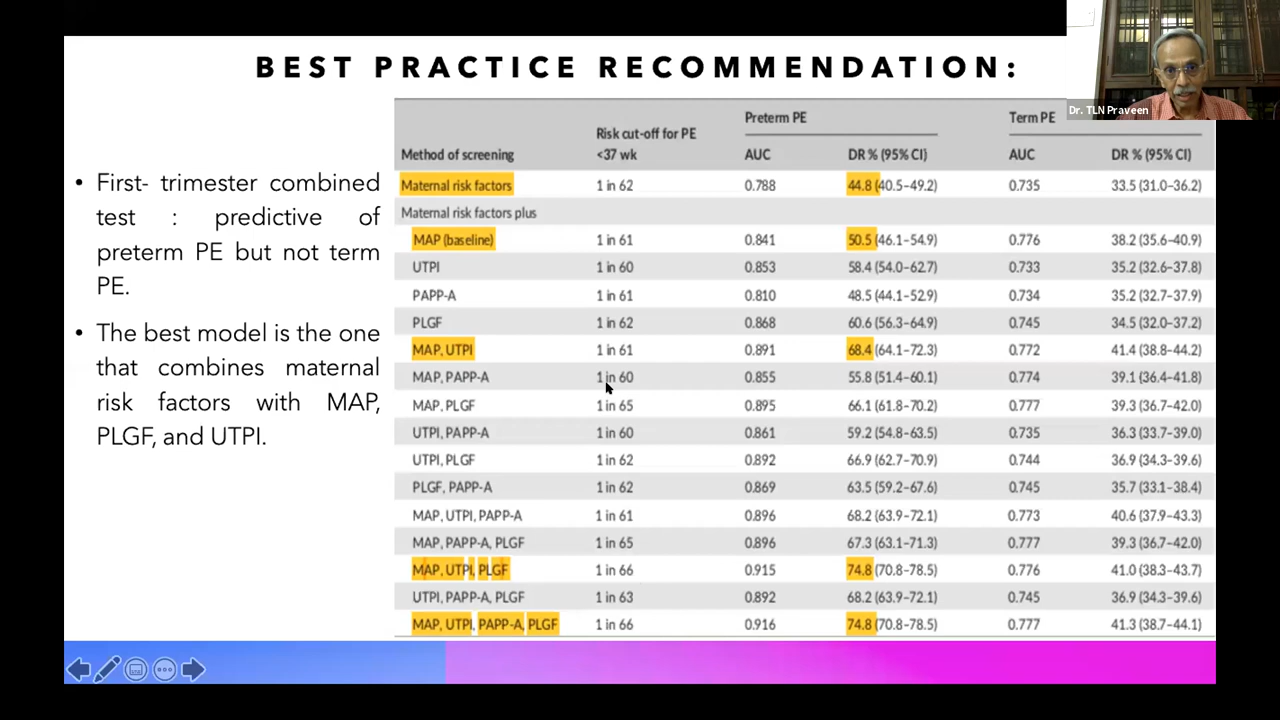 BEST PRACTICE RECOMMENDATION:
Dr. TLN Praveen
• First- trimester combined
test : predictive of
preterm PE but not term
PE.
• The best model is the one
that combines maternal
risk factors with MAP,
PLGF, and UTPI.
Preterm PE Term PE
Risk cut-off for PE
Method of screening <37 wk AUC DR % (95% CI) AUC DR % (95% CI)
Maternal risk factors 1 in 62 0.788 44.8 (40.5–49.2) 0.735 33.5 (31.0–36.2)
Maternal risk factors plus
MAP (baseline) 1 in 61 0.841 50.5 (46.1–54.9) 0.776 38.2 (35.6–40.9)
UTPI 1 in 60 0.853 58.4 (54.0–62.7) 0.733 35.2 (32.6–37.8)
PAPP-A 1 in 61 0.810 48.5 (44.1–52.9) 0.734 35.2 (32.7–37.9)
PLGF 1 in 62 0.868 60.6 (56.3–64.9) 0.745 34.5 (32.0–37.2)
MAP, UTPI 1 in 61 0.891 68.4 (64.1–72.3) 0.772 41.4 (38.8–44.2)
MAP, PAPP-A 1 in 60 0.855 55.8 (51.4–60.1) 0.774 39.1 (36.4–41.8)
MAP, PLGF 1 in 65 0.895 66.1 (61.8–70.2) 0.777 39.3 (36.7–42.0)
UTPI, PAPP-A 1 in 60 0.861 59.2 (54.8–63.5) 0.735 36.3 (33.7–39.0)
UTPI, PLGF 1 in 62 0.892 66.9 (62.7–70.9) 0.744 36.9 (34.3–39.6)
PLGF, PAPP-A 1 in 62 0.869 63.5 (59.2–67.6) 0.745 35.7 (33.1–38.4)
MAP, UTPI, PAPP-A 1 in 61 0.896 68.2 (63.9–72.1) 0.773 40.6 (37.9–43.3)
MAP, PAPP-A, PLGF 1 in 65 0.896 67.3 (63.1–71.3) 0.777 39.3 (36.7–42.0)
MAP, UTPI, PLGF 1 in 66 0.915 74.8 (70.8–78.5) 0.776 41.0 (38.3–43.7)
UTPI, PAPP-A, PLGF 1 in 63 0.892 68.2 (63.9–72.1) 0.745 36.9 (34.3–39.6)
MAP, UTPI, PAPP-A, PLGF 1 in 66 0.916 74.8 (70.8–78.5) 0.777 41.3 (38.7–44.1)